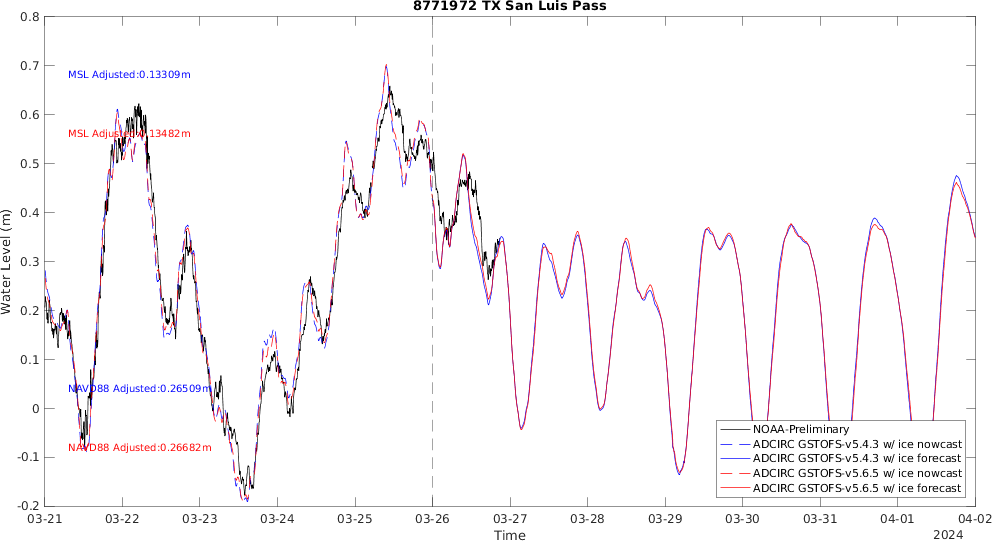 8771972 TX San Luis Pass
0.8
0.7
0.6
0.5
0.4
0.3
0.2
0.1
0
-0.1
-0.2
Water Level (m)
MSL Adjusted:0.13309m
MSL Adjusted:0.13482m
NAVD88 Adjusted:0.26509m
NAVD88 Adjusted:0.26682m
NOAA-Preliminary
ADCIRC GSTOFS-v5.4.3 w/ ice nowcast
ADCIRC GSTOFS-v5.4.3 w/ ice forecast
ADCIRC GSTOFS-v5.6.5 w/ ice nowcast
ADCIRC GSTOFS-v5.6.5 w/ ice forecast
03-21 03-22 03-23 03-24 03-25 03-26 03-27 03-28 03-29 03-30 03-31 04-01 04-02
Time
2024